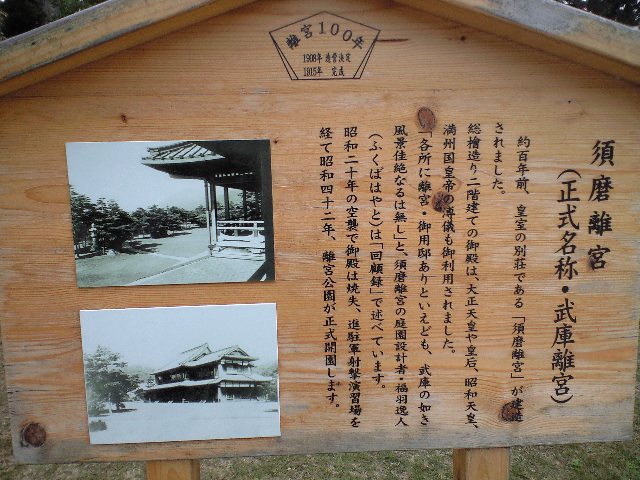 離宮100年
1908年 造営決定
1915年 完成
須磨離宮
(正式名称・武庫離宮)
約百年前、皇室の別荘である「須磨離宮」が建造
されました。
総檜造り二階建ての御殿は、大正天皇や皇后、昭和天皇、
満州国皇帝の溥儀も御利用されました。
「各所に離宮・御用邸ありといえども、武庫の如き
風景佳絶なるは無し」と、須磨離宮の庭園設計者・福羽逸人
(ふくばはやと)は「回顧録」で述べています。
昭和二十年の空襲で御殿は焼失、進駐軍射撃演習場を
経て昭和四十二年、離宮公園が正式開園します。